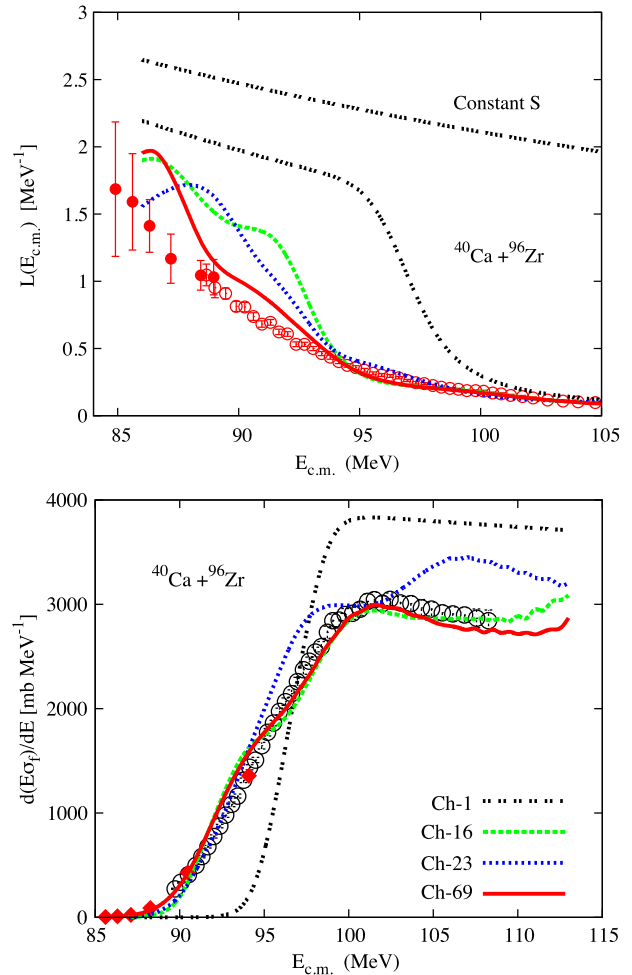 3
2.5
2
1.5
1
0.5
0
L(E_c.m.) [MeV⁻¹]
Constant S
⁴⁰Ca +⁹⁶Zr
85 90 95 100 105
E_c.m. (MeV)
4000
3000
2000
1000
0
d(Eσ_f)/dE [mb MeV⁻¹]
⁴⁰Ca +⁹⁶Zr
Ch-1
Ch-16
Ch-23
Ch-69
85 90 95 100 105 110 115
E_c.m. (MeV)